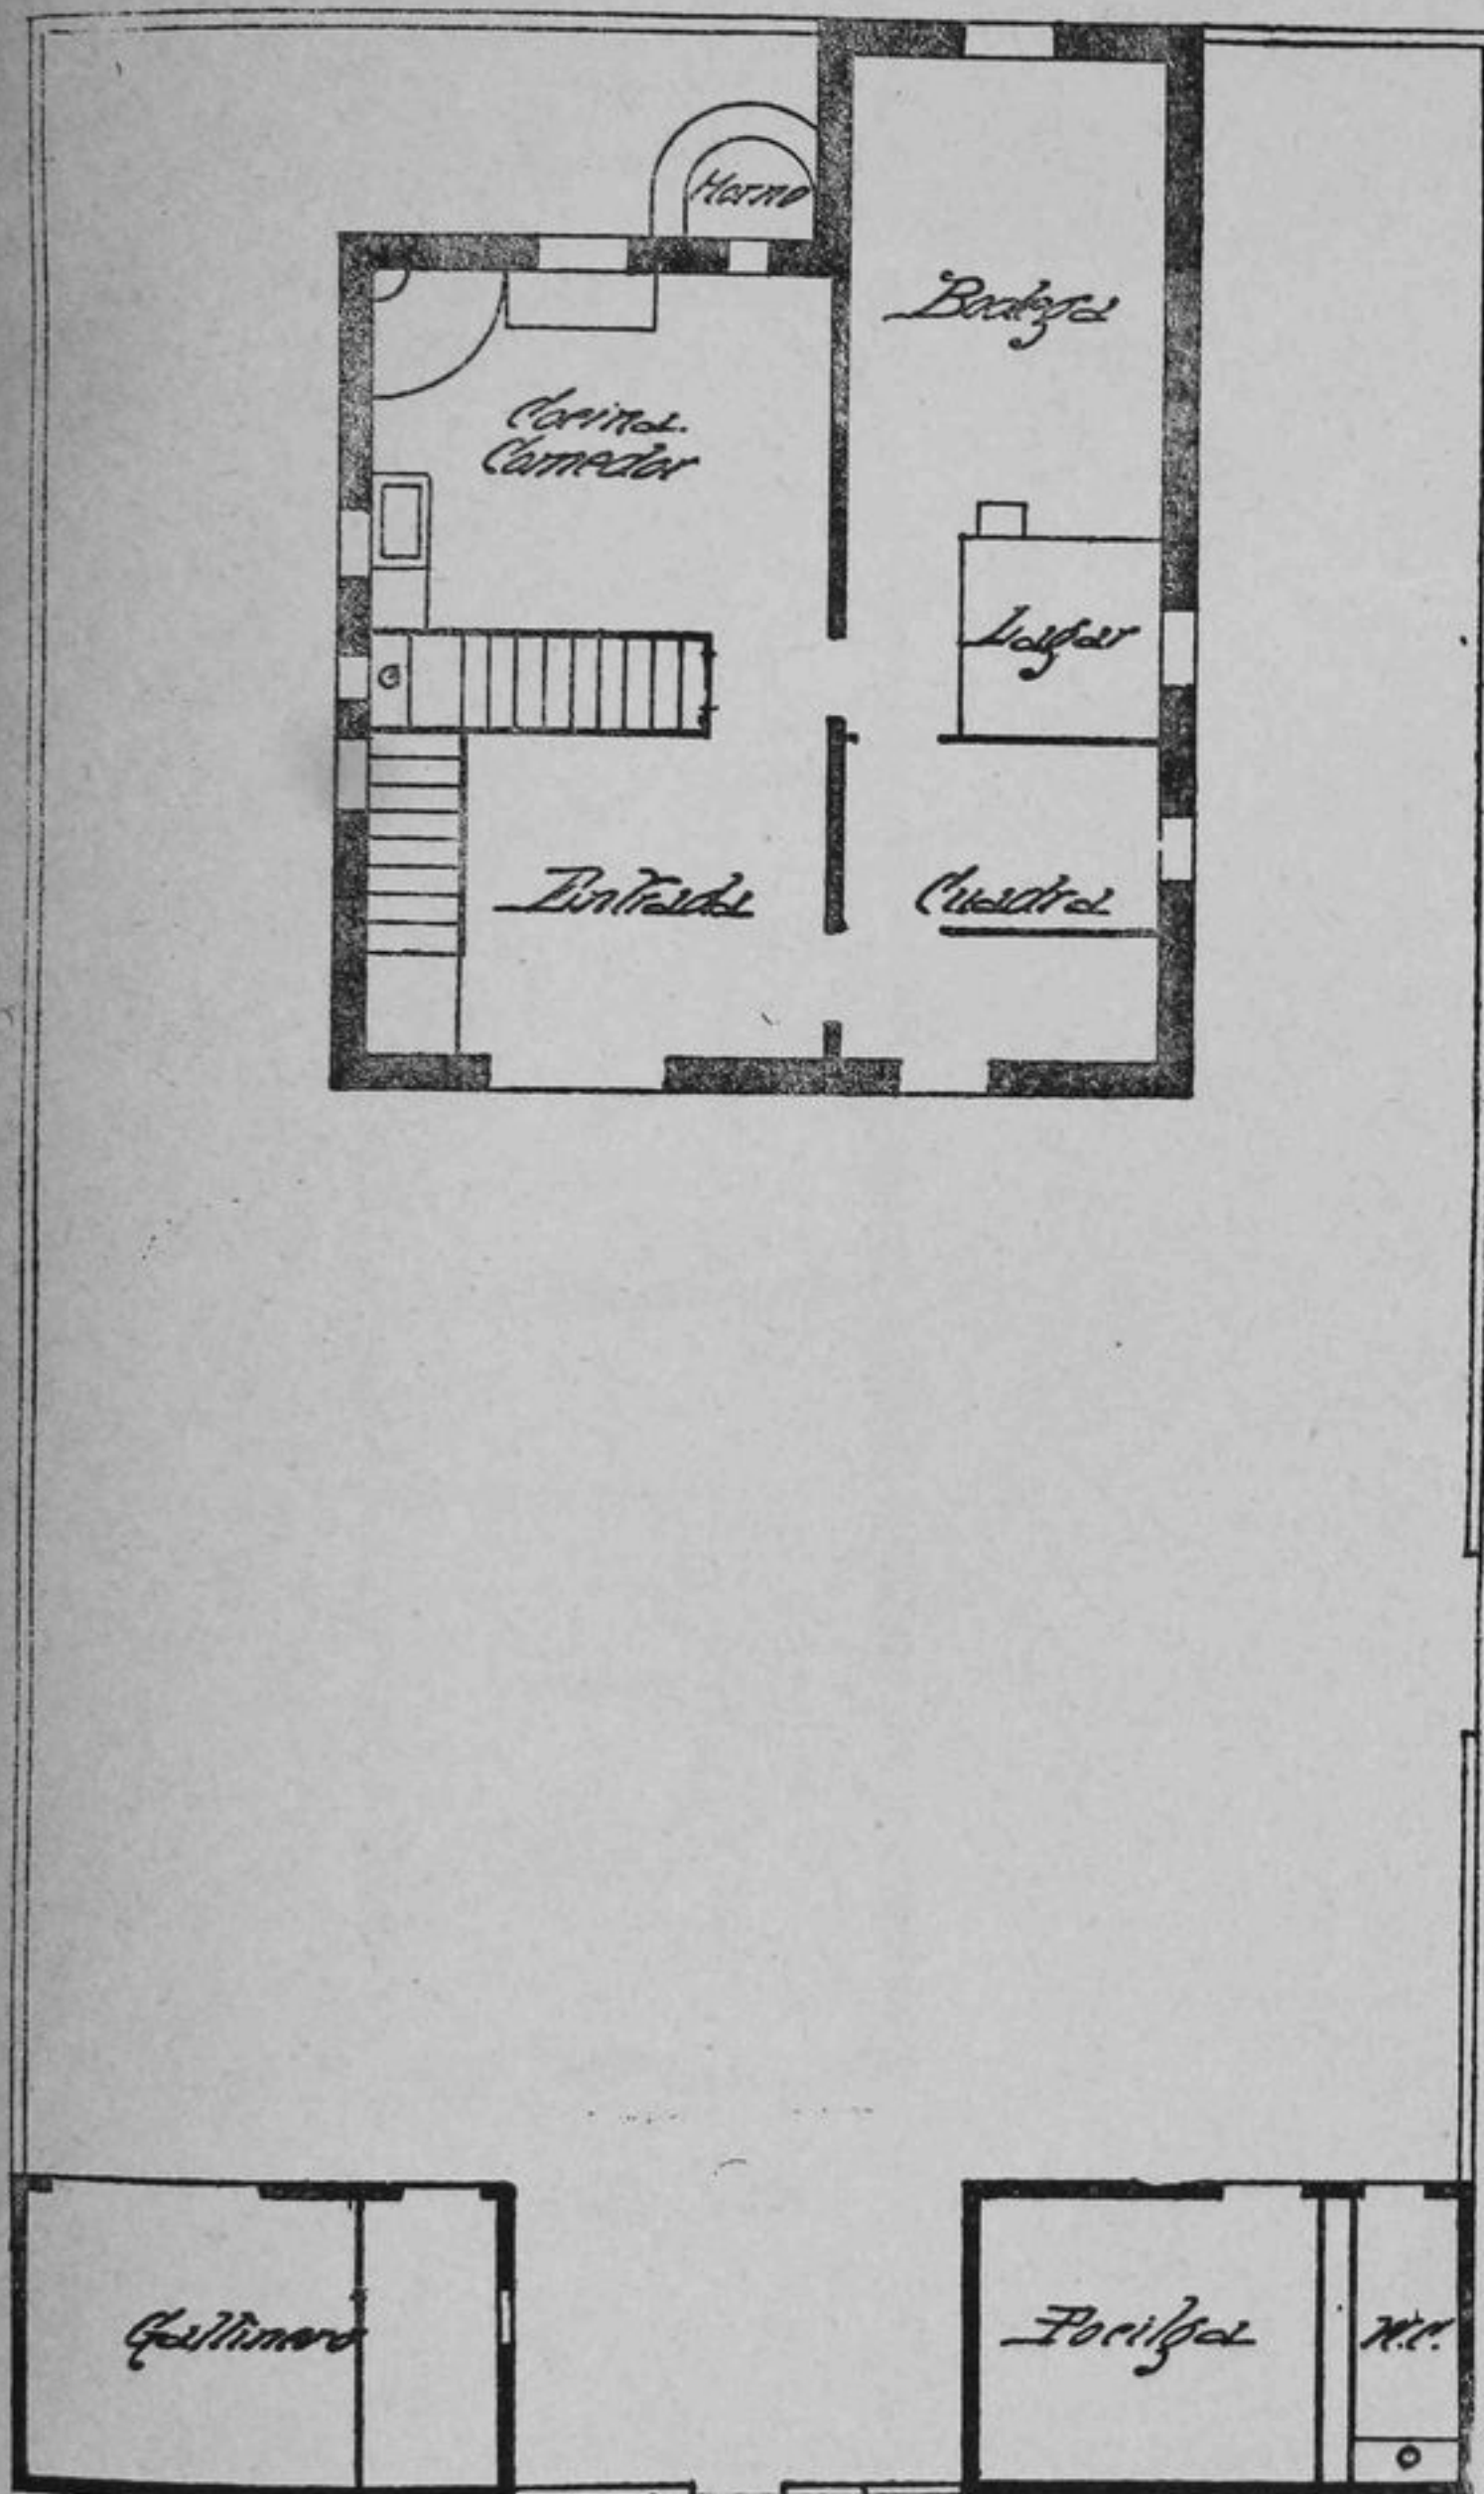 Horno
Bodega
Cocina.
Comedor
Lagar
Entrada
Cuadra
Gallinero
Pocilga
W.C.